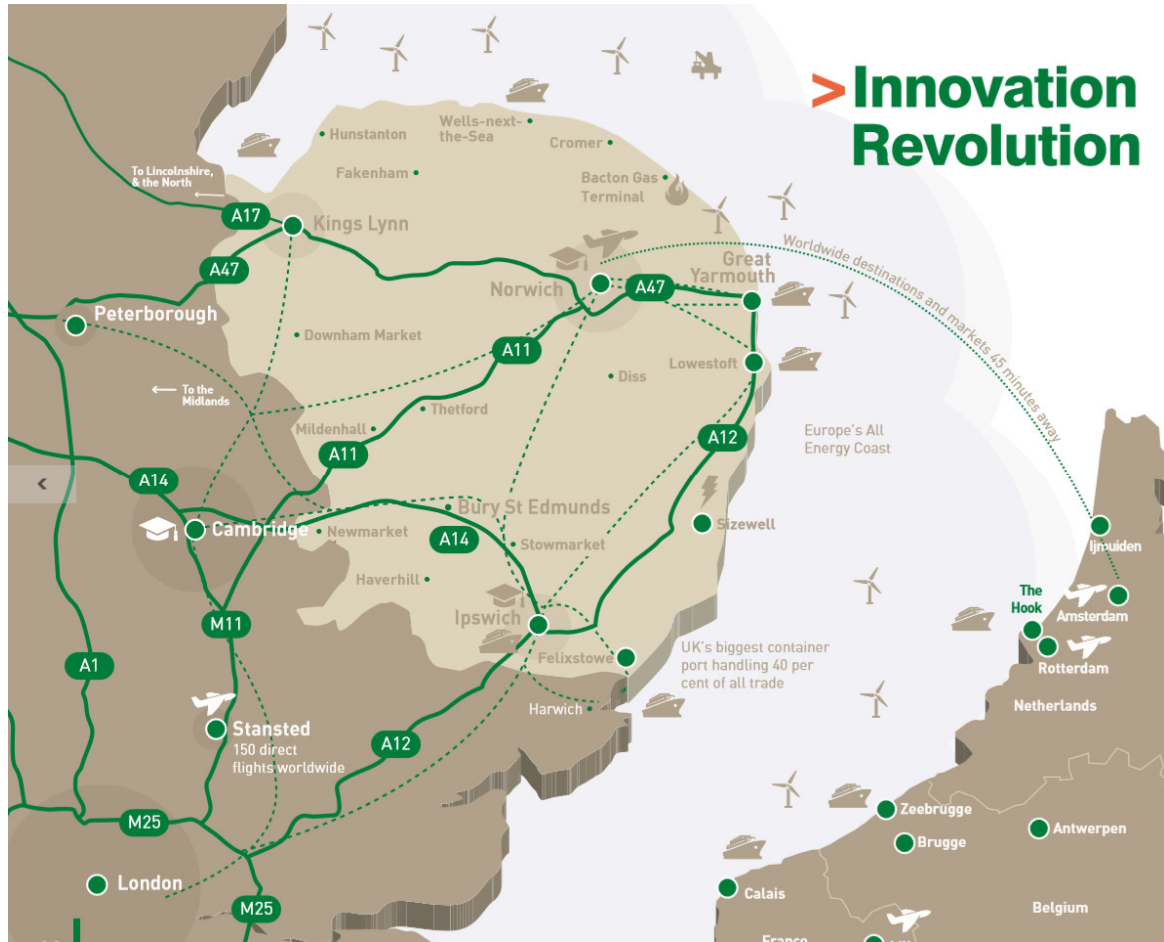 > Innovation
Revolution
Hunstanton
Wells-next-
the-Sea
Cromer
Fakenham
Bacton Gas
Terminal
To Lincolnshire,
& the North
A17
Kings Lynn
A47
Peterborough
Norwich
A47
Great
Yarmouth
Worldwide destinations and markets 45 minutes away
Downham Market
A11
Lowestoft
Diss
To the
Midlands
Thetford
Mildenhall
A11
A12
Europe's All
Energy Coast
A14
<
Cambridge
Newmarket
Bury St Edmunds
A14
Stowmarket
Sizewell
Ijmuiden
Haverhill
Ipswich
The
Hook
Amsterdam
M11
A1
Felixstowe
UK's biggest container
port handling 40 per
cent of all trade
Rotterdam
Netherlands
Harwich
Stansted
150 direct
flights worldwide
A12
M25
Zeebrugge
Brugge
Antwerpen
London
M25
Calais
Belgium
France